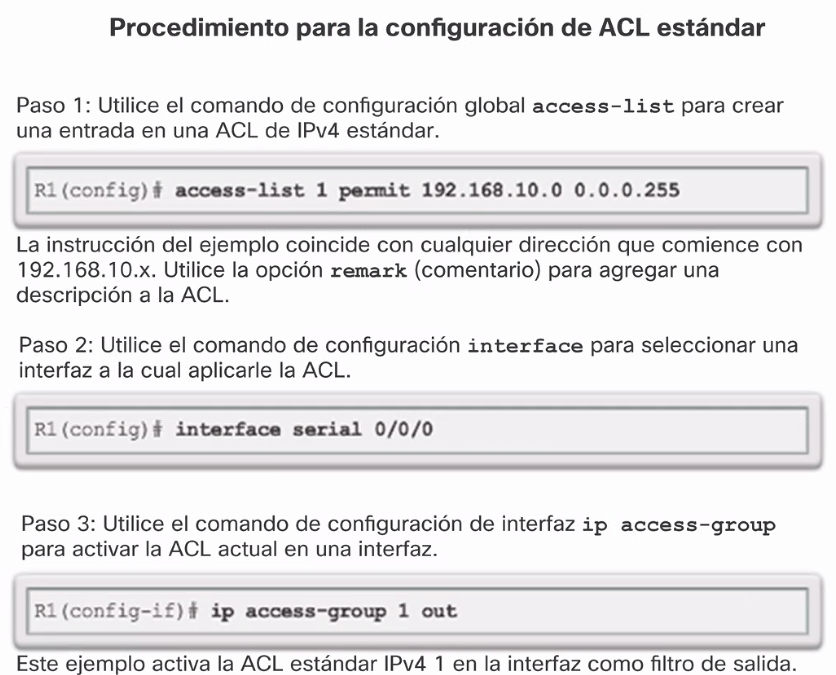 Procedimiento para la configuración de ACL estándar
Paso 1: Utilice el comando de configuración global access-list para crear
una entrada en una ACL de IPv4 estándar.
R1(config)# access-list 1 permit 192.168.10.0 0.0.0.255
La instrucción del ejemplo coincide con cualquier dirección que comience con
192.168.10.x. Utilice la opción remark (comentario) para agregar una
descripción a la ACL.
Paso 2: Utilice el comando de configuración interface para seleccionar una
interfaz a la cual aplicarle la ACL.
R1(config)# interface serial 0/0/0
Paso 3: Utilice el comando de configuración de interfaz ip access-group
para activar la ACL actual en una interfaz.
R1(config-if)# ip access-group 1 out
Este ejemplo activa la ACL estándar IPv4 1 en la interfaz como filtro de salida.